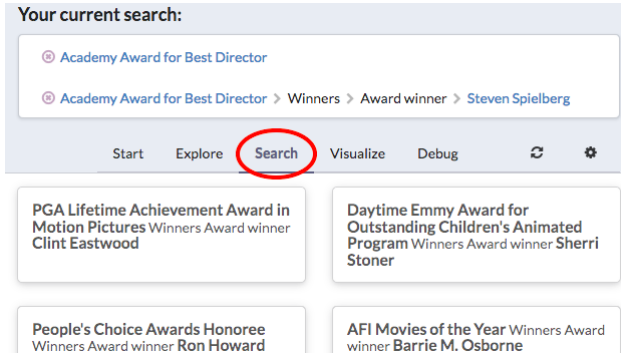 Your current search:
Academy Award for Best Director
Academy Award for Best Director > Winners > Award winner > Steven Spielberg
Start Explore Search Visualize Debug
PGA Lifetime Achievement Award in
Motion Pictures Winners Award winner
Clint Eastwood
Daytime Emmy Award for
Outstanding Children's Animated
Program Winners Award winner Sherri
Stoner
People's Choice Awards Honoree
Winners Award winner Ron Howard
AFI Movies of the Year Winners Award
winner Barrie M. Osborne